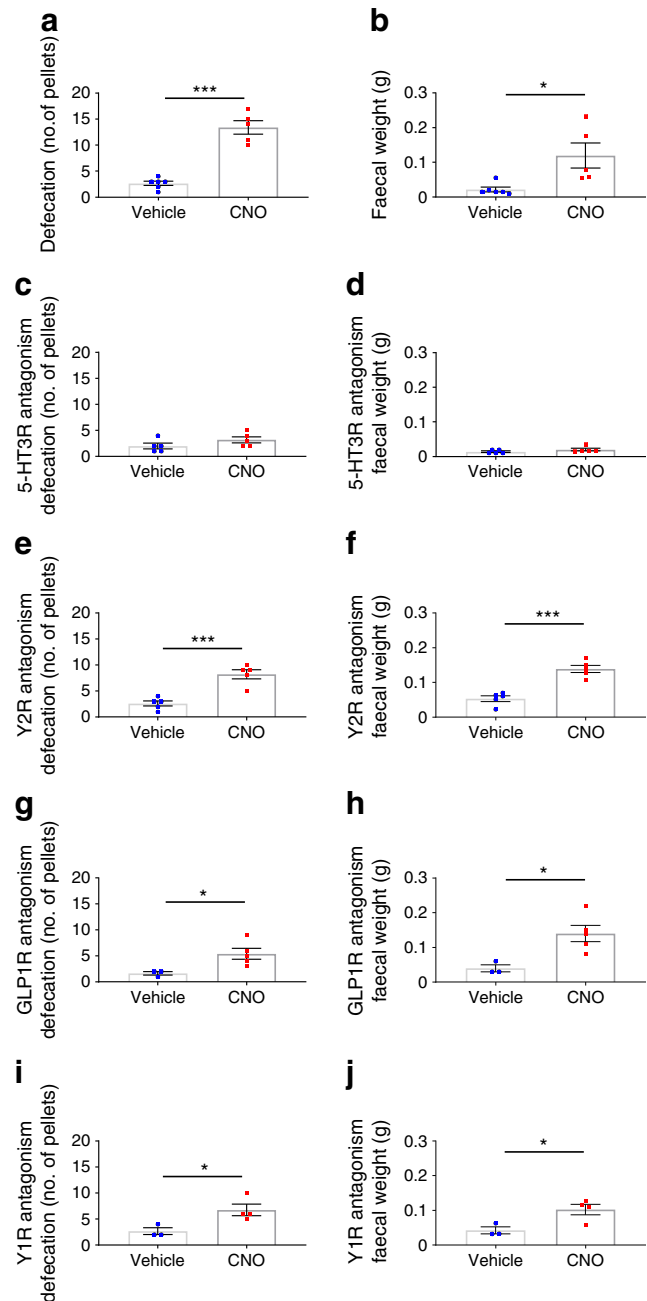 a
Defecation (no.of pellets)
20
15
10
5
0
***
Vehicle
CNO
b
Faecal weight (g)
0.3
0.2
0.1
0
*
Vehicle
CNO
c
5-HT3R antagonism
defecation (no. of pellets)
20
15
10
5
0
Vehicle
CNO
d
5-HT3R antagonism
faecal weight (g)
0.3
0.2
0.1
0
Vehicle
CNO
e
Y2R antagonism
defecation (no. of pellets)
20
15
10
5
0
***
Vehicle
CNO
f
Y2R antagonism
faecal weight (g)
0.3
0.2
0.1
0
***
Vehicle
CNO
g
GLP1R antagonism
defecation (no. of pellets)
20
15
10
5
0
*
Vehicle
CNO
h
GLP1R antagonism
faecal weight (g)
0.3
0.2
0.1
0
*
Vehicle
CNO
i
Y1R antagonism
defecation (no. of pellets)
20
15
10
5
0
*
Vehicle
CNO
j
Y1R antagonism
faecal weight (g)
0.3
0.2
0.1
0
*
Vehicle
CNO